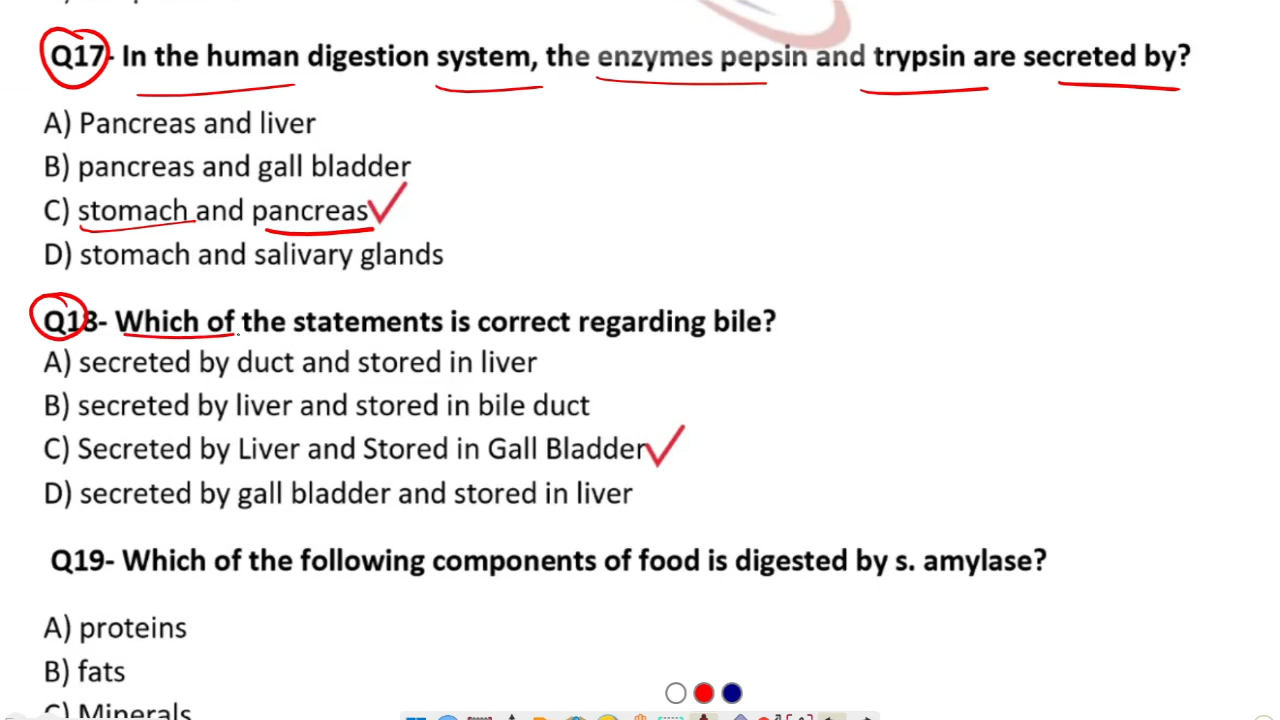 Q17- In the human digestion system, the enzymes pepsin and trypsin are secreted by?
A) Pancreas and liver
B) pancreas and gall bladder
C) stomach and pancreas
D) stomach and salivary glands
Q18- Which of the statements is correct regarding bile?
A) secreted by duct and stored in liver
B) secreted by liver and stored in bile duct
C) Secreted by Liver and Stored in Gall Bladder
D) secreted by gall bladder and stored in liver
Q19- Which of the following components of food is digested by s. amylase?
A) proteins
B) fats
C) Minerals